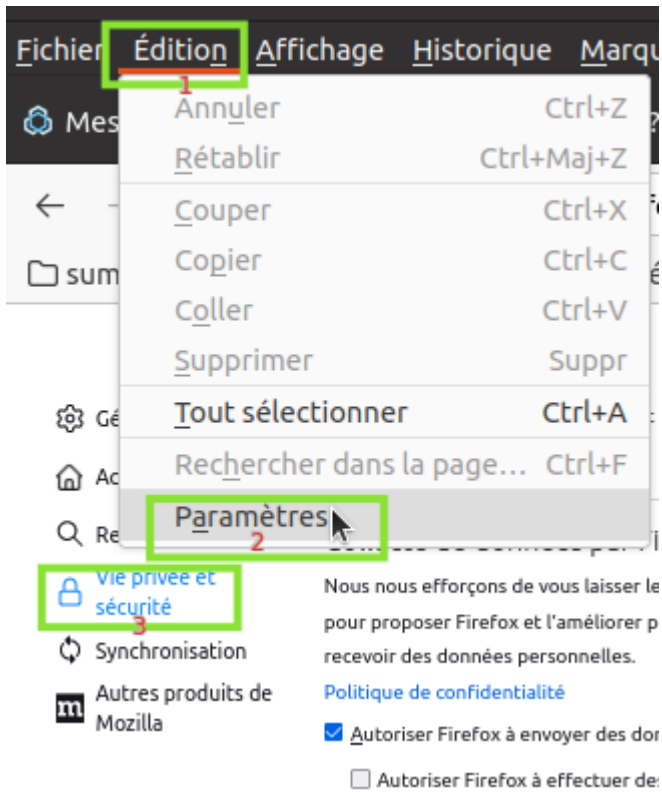 Fichier Édition Affichage Historique
1
Mes
Annuler Ctrl+Z
Rétablir Ctrl+Maj+Z
Couper Ctrl+X
Copier Ctrl+C
Coller Ctrl+V
Supprimer Suppr
Tout sélectionner Ctrl+A
Rechercher dans la page... Ctrl+F
Paramètres
2
Vie privée et
sécurité
3
Synchronisation
Autres produits de
Mozilla
Nous nous efforçons de vous laisser le
pour proposer Firefox et l'améliorer p
recevoir des données personnelles.
Politique de confidentialité
Autoriser Firefox à envoyer des don
Autoriser Firefox à effectuer des